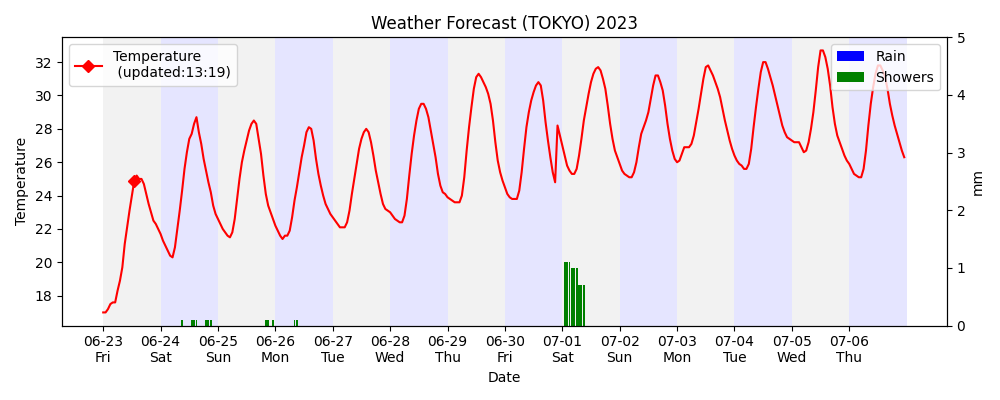 Weather Forecast (TOKYO) 2023
Temperature
(updated:13:19)
Rain
Showers
Temperature
32
30
28
26
24
22
20
18
5
4
3
2
1
0
mm
06-23 06-24 06-25 06-26 06-27 06-28 06-29 06-30 07-01 07-02 07-03 07-04 07-05 07-06
Fri Sat Sun Mon Tue Wed Thu Fri Sat Sun Mon Tue Wed Thu
Date